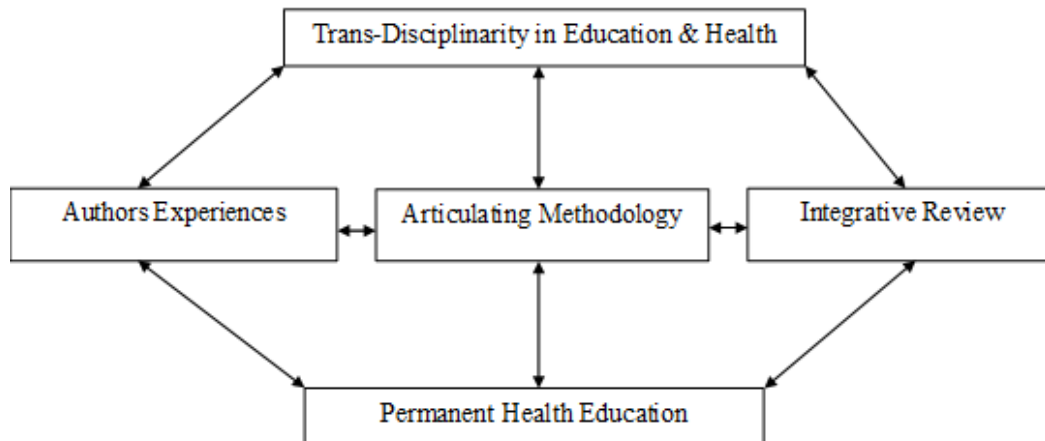 Trans-Disciplinarity in Education & Health
Authors Experiences
Articulating Methodology
Integrative Review
Permanent Health Education